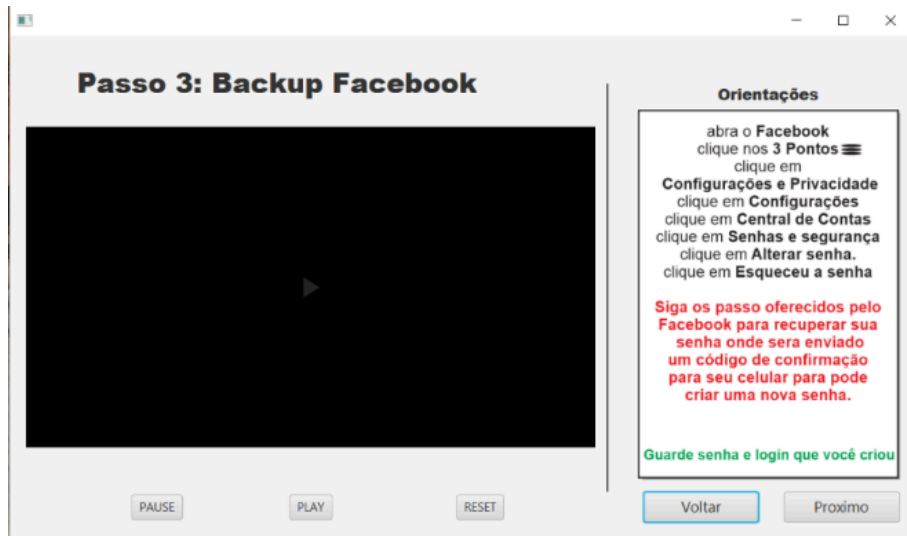 Passo 3: Backup Facebook
PAUSE
PLAY
RESET
Orientações
abra o Facebook
clique nos 3 Pontos
clique em
Configurações e Privacidade
clique em Configurações
clique em Central de Contas
clique em Senhas e segurança
clique em Alterar senha.
clique em Esqueceu a senha
Siga os passo oferecidos pelo
Facebook para recuperar sua
senha onde sera enviado
um código de confirmação
para seu celular para pode
criar uma nova senha.
Guarde senha e login que você criou
Voltar
Proximo